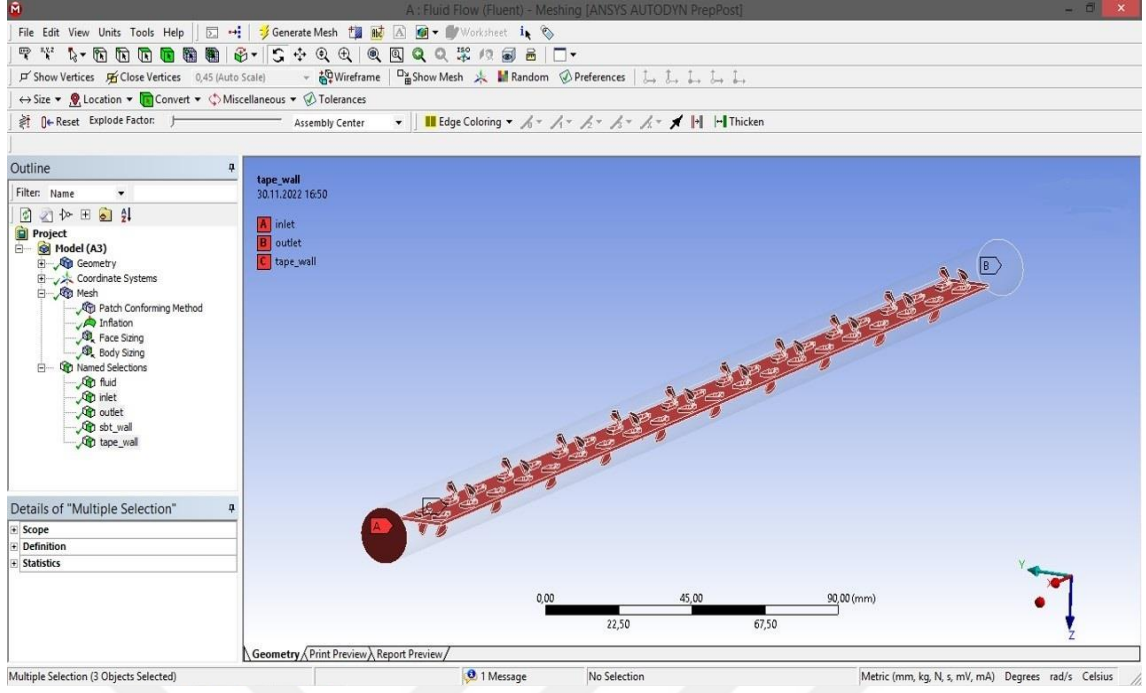 A : Fluid Flow (Fluent) - Meshing [ANSYS AUTODYN PrepPost]
File Edit View Units Tools Help Generate Mesh Worksheet
Show Vertices Close Vertices 0,45 (Auto Scale) Wireframe Show Mesh Random Preferences
Size Location Convert Miscellaneous Tolerances
Reset Explode Factor: Assembly Center Edge Coloring Thicken
Outline
Filter: Name
Project
Model (A3)
Geometry
Coordinate Systems
Mesh
Patch Conforming Method
Inflation
Face Sizing
Body Sizing
Named Selections
fluid
inlet
outlet
sbt_wall
tape_wall
Details of "Multiple Selection"
Scope
Definition
Statistics
tape_wall
30.11.2022 16:50
A inlet
B outlet
C tape_wall
B
C
A
0,00 45,00 90,00 (mm)
22,50 67,50
Y
X
Z
Geometry Print Preview Report Preview
Multiple Selection (3 Objects Selected) 1 Message No Selection Metric (mm, kg, N, s, mV, mA) Degrees rad/s Celsius